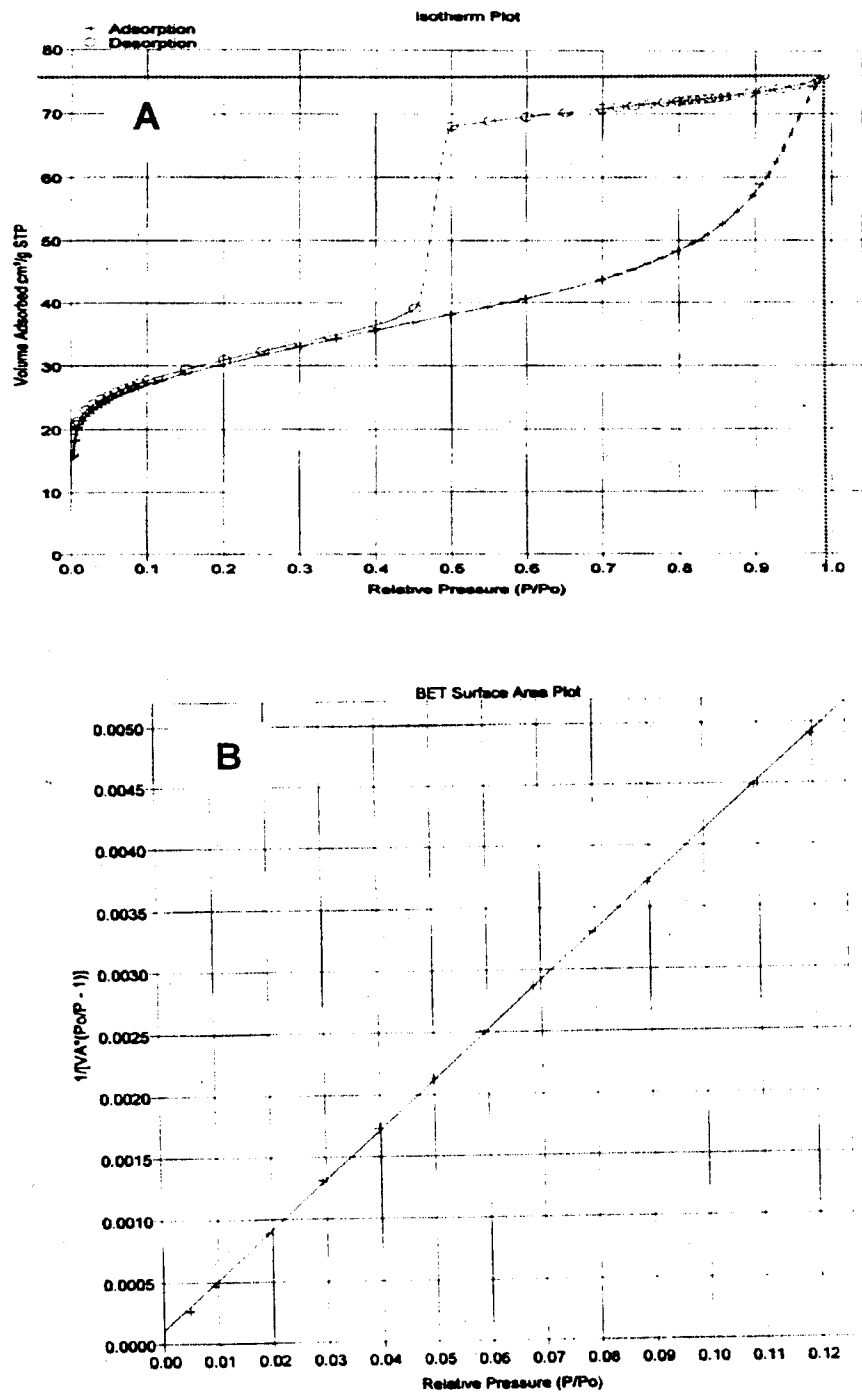 Isotherm Plot
+ Adsorption
Desorption
A
80
70
60
50
40
30
20
10
0
Volume Adsorbed cm³/g STP
0.0 0.1 0.2 0.3 0.4 0.5 0.6 0.7 0.8 0.9 1.0
Relative Pressure (P/Po)
BET Surface Area Plot
B
0.0050
0.0045
0.0040
0.0035
0.0030
0.0025
0.0020
0.0015
0.0010
0.0005
0.0000
1/[VA*(Po/P - 1)]
0.00 0.01 0.02 0.03 0.04 0.05 0.06 0.07 0.08 0.09 0.10 0.11 0.12
Relative Pressure (P/Po)